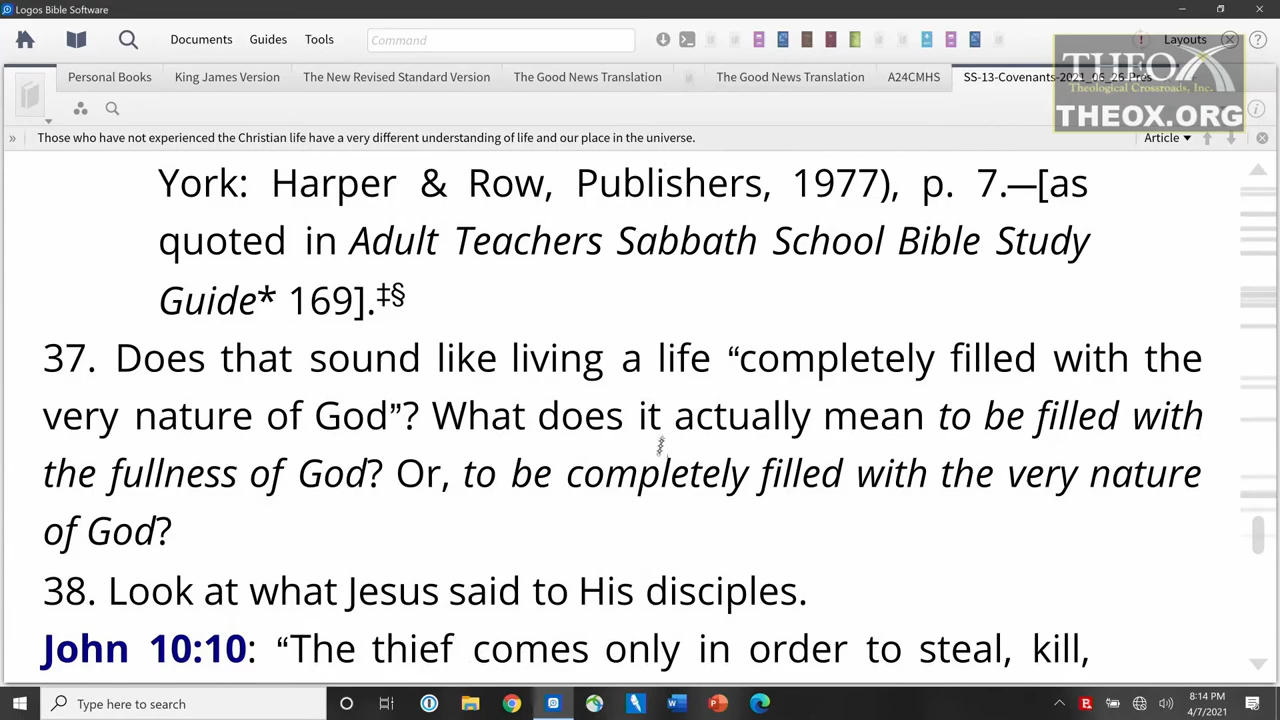 Logos Bible Software
Documents Guides Tools Command Layouts
Personal Books King James Version The New Revised Standard Version The Good News Translation The Good News Translation A24CMHS SS-13-Covenants-2021_06_26.Pres
THEOX
Theological Crossroads, Inc.
THEOX.ORG
» Those who have not experienced the Christian life have a very different understanding of life and our place in the universe. Article
York: Harper & Row, Publishers, 1977), p. 7.—[as
quoted in Adult Teachers Sabbath School Bible Study
Guide* 169].‡§
37. Does that sound like living a life “completely filled with the
very nature of God”? What does it actually mean to be filled with
the fullness of God? Or, to be completely filled with the very nature
of God?
38. Look at what Jesus said to His disciples.
John 10:10: “The thief comes only in order to steal, kill,
Type here to search
8:14 PM
4/7/2021